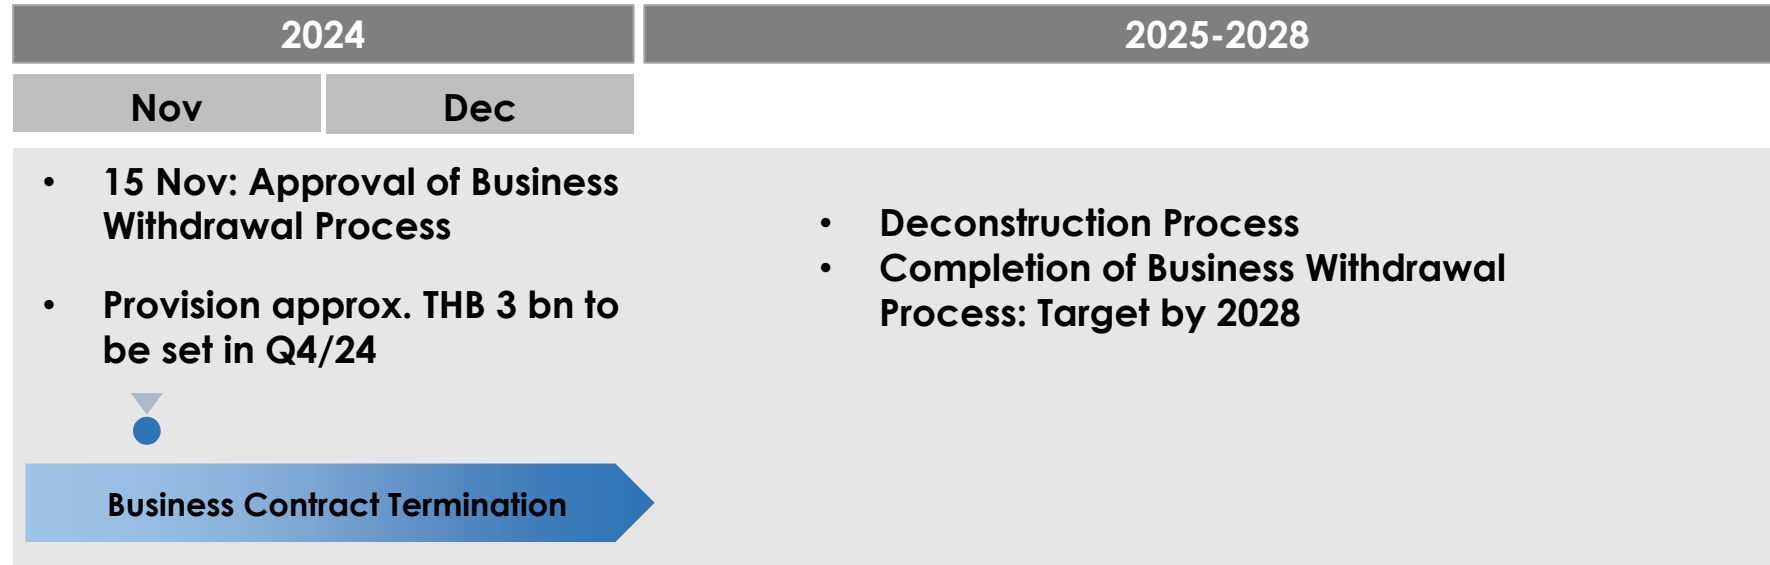 2024
2025-2028
Nov
Dec
• 15 Nov: Approval of Business
Withdrawal Process
• Provision approx. THB 3 bn to
be set in Q4/24
Business Contract Termination
• Deconstruction Process
• Completion of Business Withdrawal
Process: Target by 2028